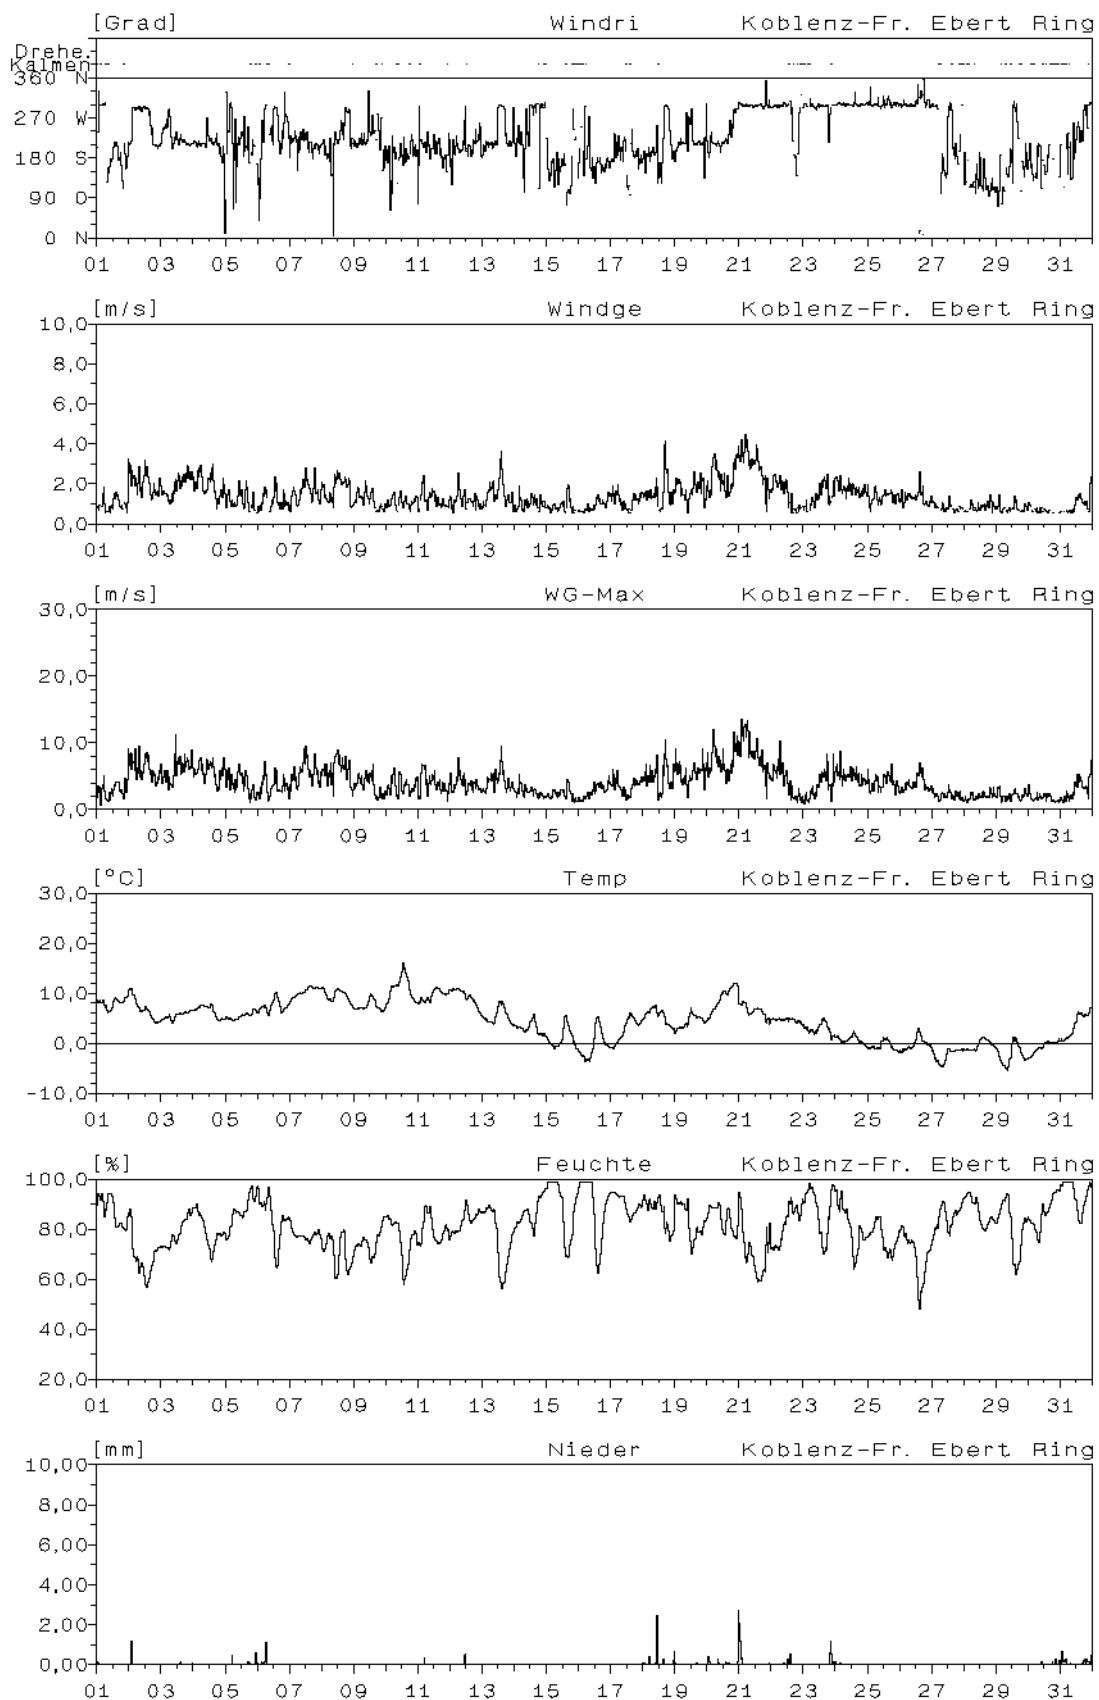 [Grad] Windri Koblenz-Fr. Ebert Ring
Drehe.
Kalmen
360 N
270 W
180 S
90 O
0 N
01 03 05 07 09 11 13 15 17 19 21 23 25 27 29 31
[m/s] Windge Koblenz-Fr. Ebert Ring
10,0
8,0
6,0
4,0
2,0
0,0
01 03 05 07 09 11 13 15 17 19 21 23 25 27 29 31
[m/s] WG-Max Koblenz-Fr. Ebert Ring
30,0
20,0
10,0
0,0
01 03 05 07 09 11 13 15 17 19 21 23 25 27 29 31
[°C] Temp Koblenz-Fr. Ebert Ring
30,0
20,0
10,0
0,0
-10,0
01 03 05 07 09 11 13 15 17 19 21 23 25 27 29 31
[%] Feuchte Koblenz-Fr. Ebert Ring
100,0
80,0
60,0
40,0
20,0
01 03 05 07 09 11 13 15 17 19 21 23 25 27 29 31
[mm] Nieder Koblenz-Fr. Ebert Ring
10,00
8,00
6,00
4,00
2,00
0,00
01 03 05 07 09 11 13 15 17 19 21 23 25 27 29 31